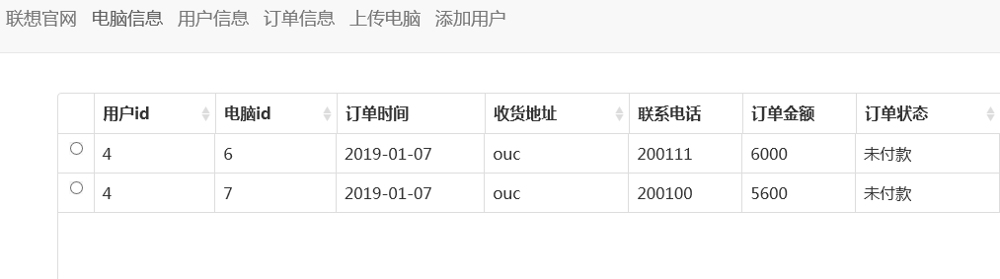 联想官网 电脑信息 用户信息 订单信息 上传电脑 添加用户
用户id 电脑id 订单时间 收货地址 联系电话 订单金额 订单状态
4 6 2019-01-07 ouc 200111 6000 未付款
4 7 2019-01-07 ouc 200100 5600 未付款